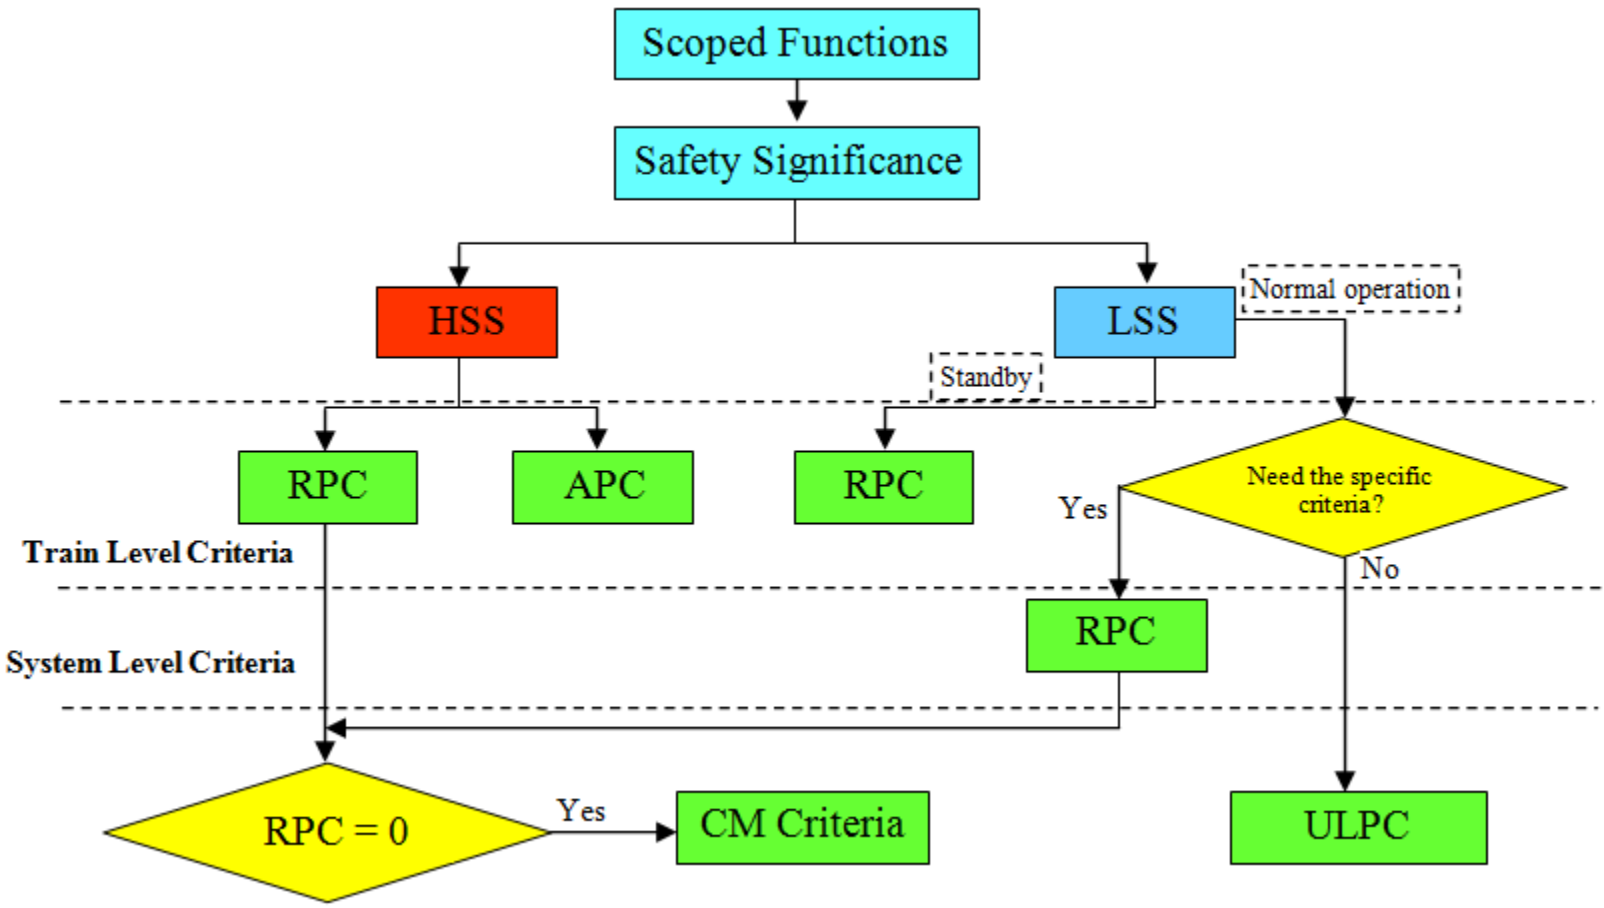 Scoped Functions
Safety Significance
Normal operation
HSS
LSS
Standby
RPC
APC
RPC
Need the specific
criteria?
Yes
Train Level Criteria
No
RPC
System Level Criteria
RPC = 0
Yes
CM Criteria
ULPC